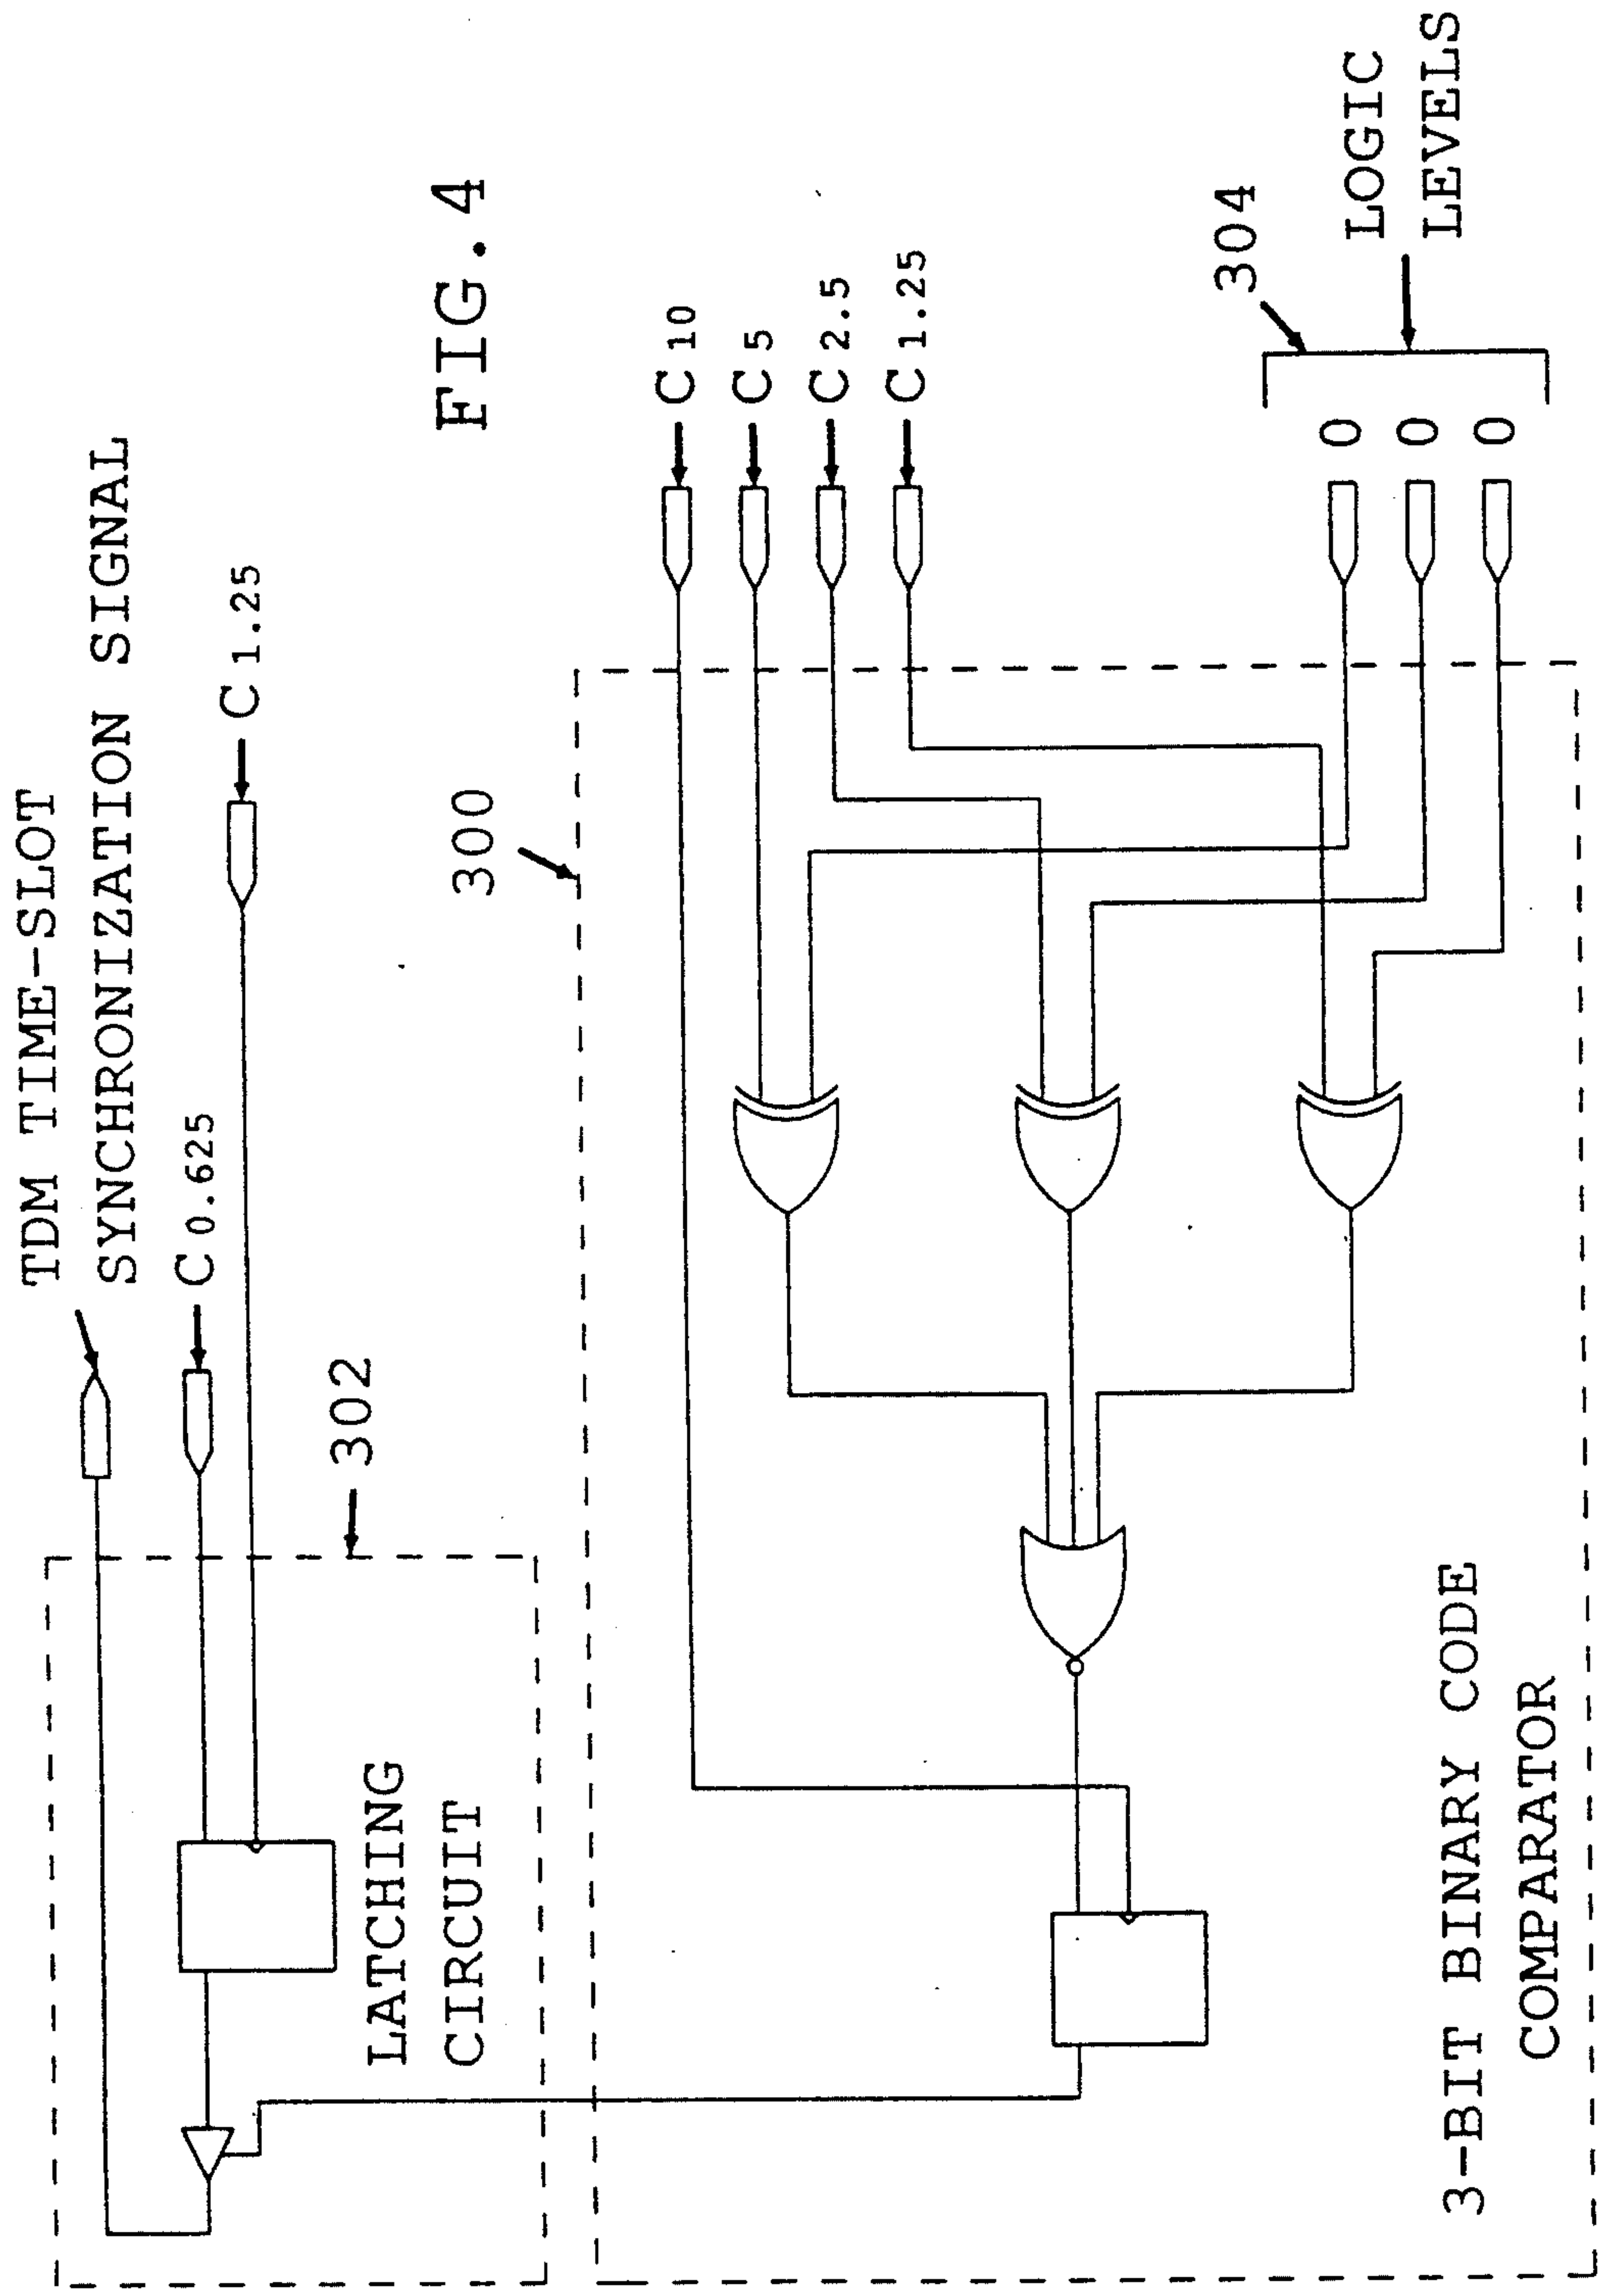 TDM TIME-SLOT
SYNCHRONIZATION SIGNAL
C 0.625
C 1.25
302
LATCHING
CIRCUIT
FIG. 4
300
C 10
C 5
C 2.5
C 1.25
304
LOGIC
LEVELS
0
0
0
3-BIT BINARY CODE
COMPARATOR